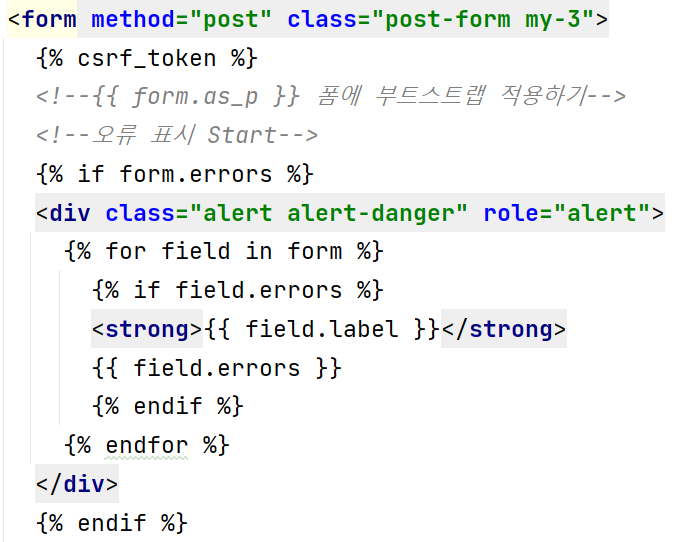 <form method="post" class="post-form my-3">
{% csrf_token %}
<!--{{ form.as_p }} 폼에 부트스트랩 적용하기-->
<!--오류 표시 Start-->
{% if form.errors %}
<div class="alert alert-danger" role="alert">
{% for field in form %}
{% if field.errors %}
<strong>{{ field.label }}</strong>
{{ field.errors }}
{% endif %}
{% endfor %}
</div>
{% endif %}